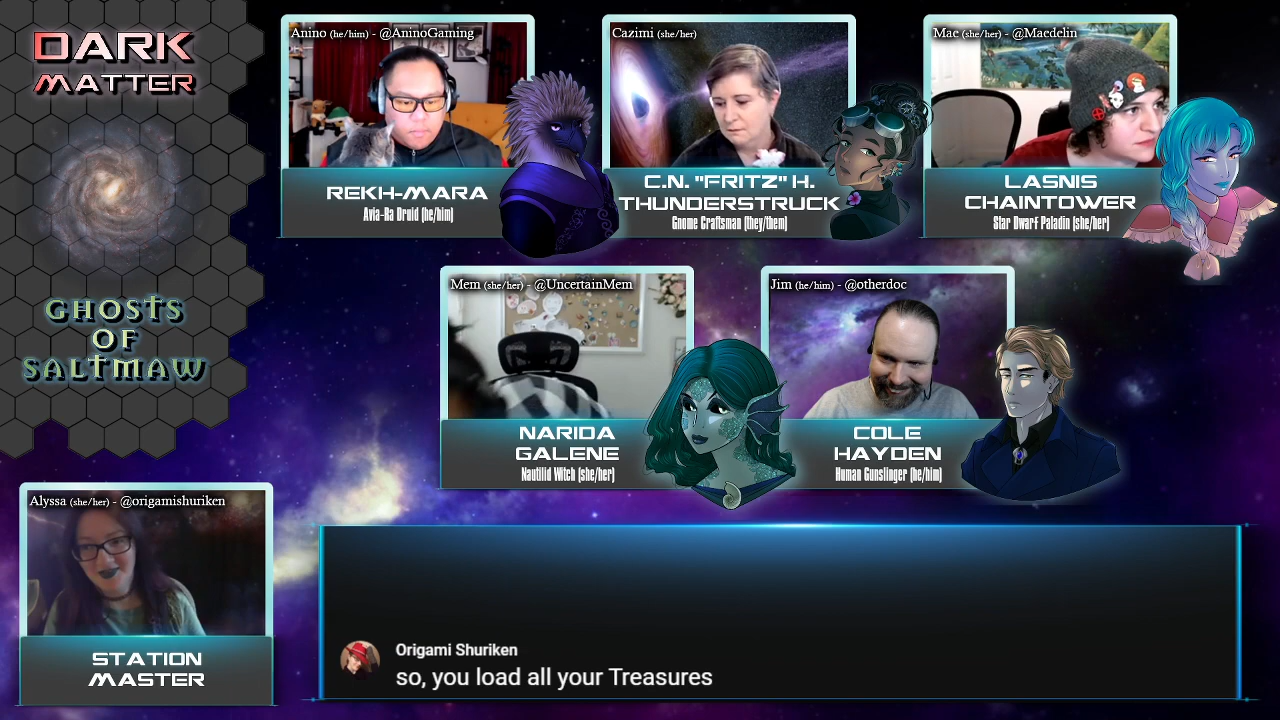 DARK
MATTER
GHOSTS
OF
SALTMAW
Anino (he/him) - @AninoGaming
REKH-MARA
Avia-Ra Druid (he/him)
Cazimi (she/her)
C.N. "FRITZ" H.
THUNDERSTRUCK
Gnome Craftsman (they/them)
Mae (she/her) - @Maedelin
LASNIS
CHAINTOWER
Star Dwarf Paladin (she/her)
Mem (she/her) - @UncertainMem
NARIDA
GALENE
Nautilid Witch (she/her)
Jim (he/him) - @otherdoc
COLE
HAYDEN
Human Gunslinger (he/him)
Alyssa (she/her) - @origamishuriken
STATION
MASTER
Origami Shuriken
so, you load all your Treasures